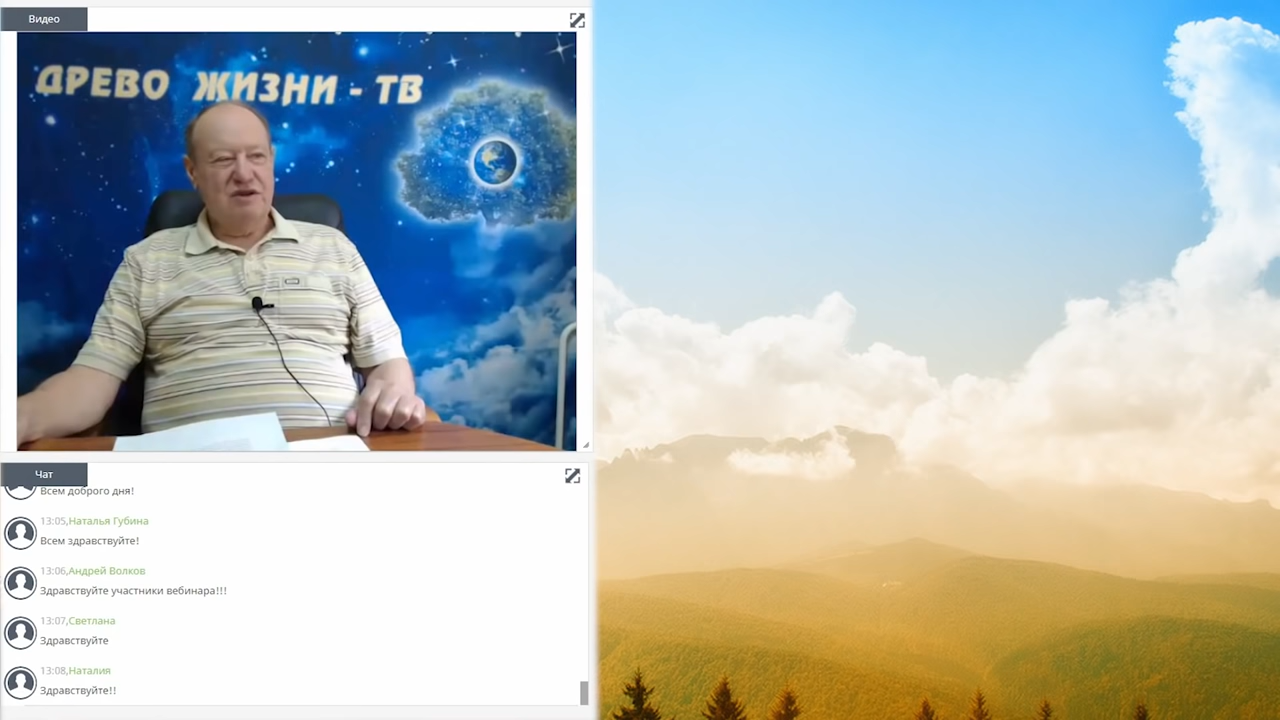 Видео
ДРЕВО ЖИЗНИ - ТВ
Чат
Всем доброго дня!
13:05,Наталья Губина
Всем здравствуйте!
13:06,Андрей Волков
Здравствуйте участники вебинара!!!
13:07,Светлана
Здравствуйте
13:08,Наталия
Здравствуйте!!